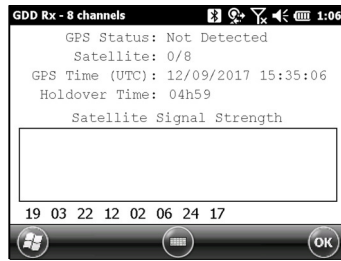 GDD Rx - 8 channels 1:06
GPS Status: Not Detected
Satellite: 0/8
GPS Time (UTC): 12/09/2017 15:35:06
Holdover Time: 04h59
Satellite Signal Strength
19 03 22 12 02 06 24 17
OK